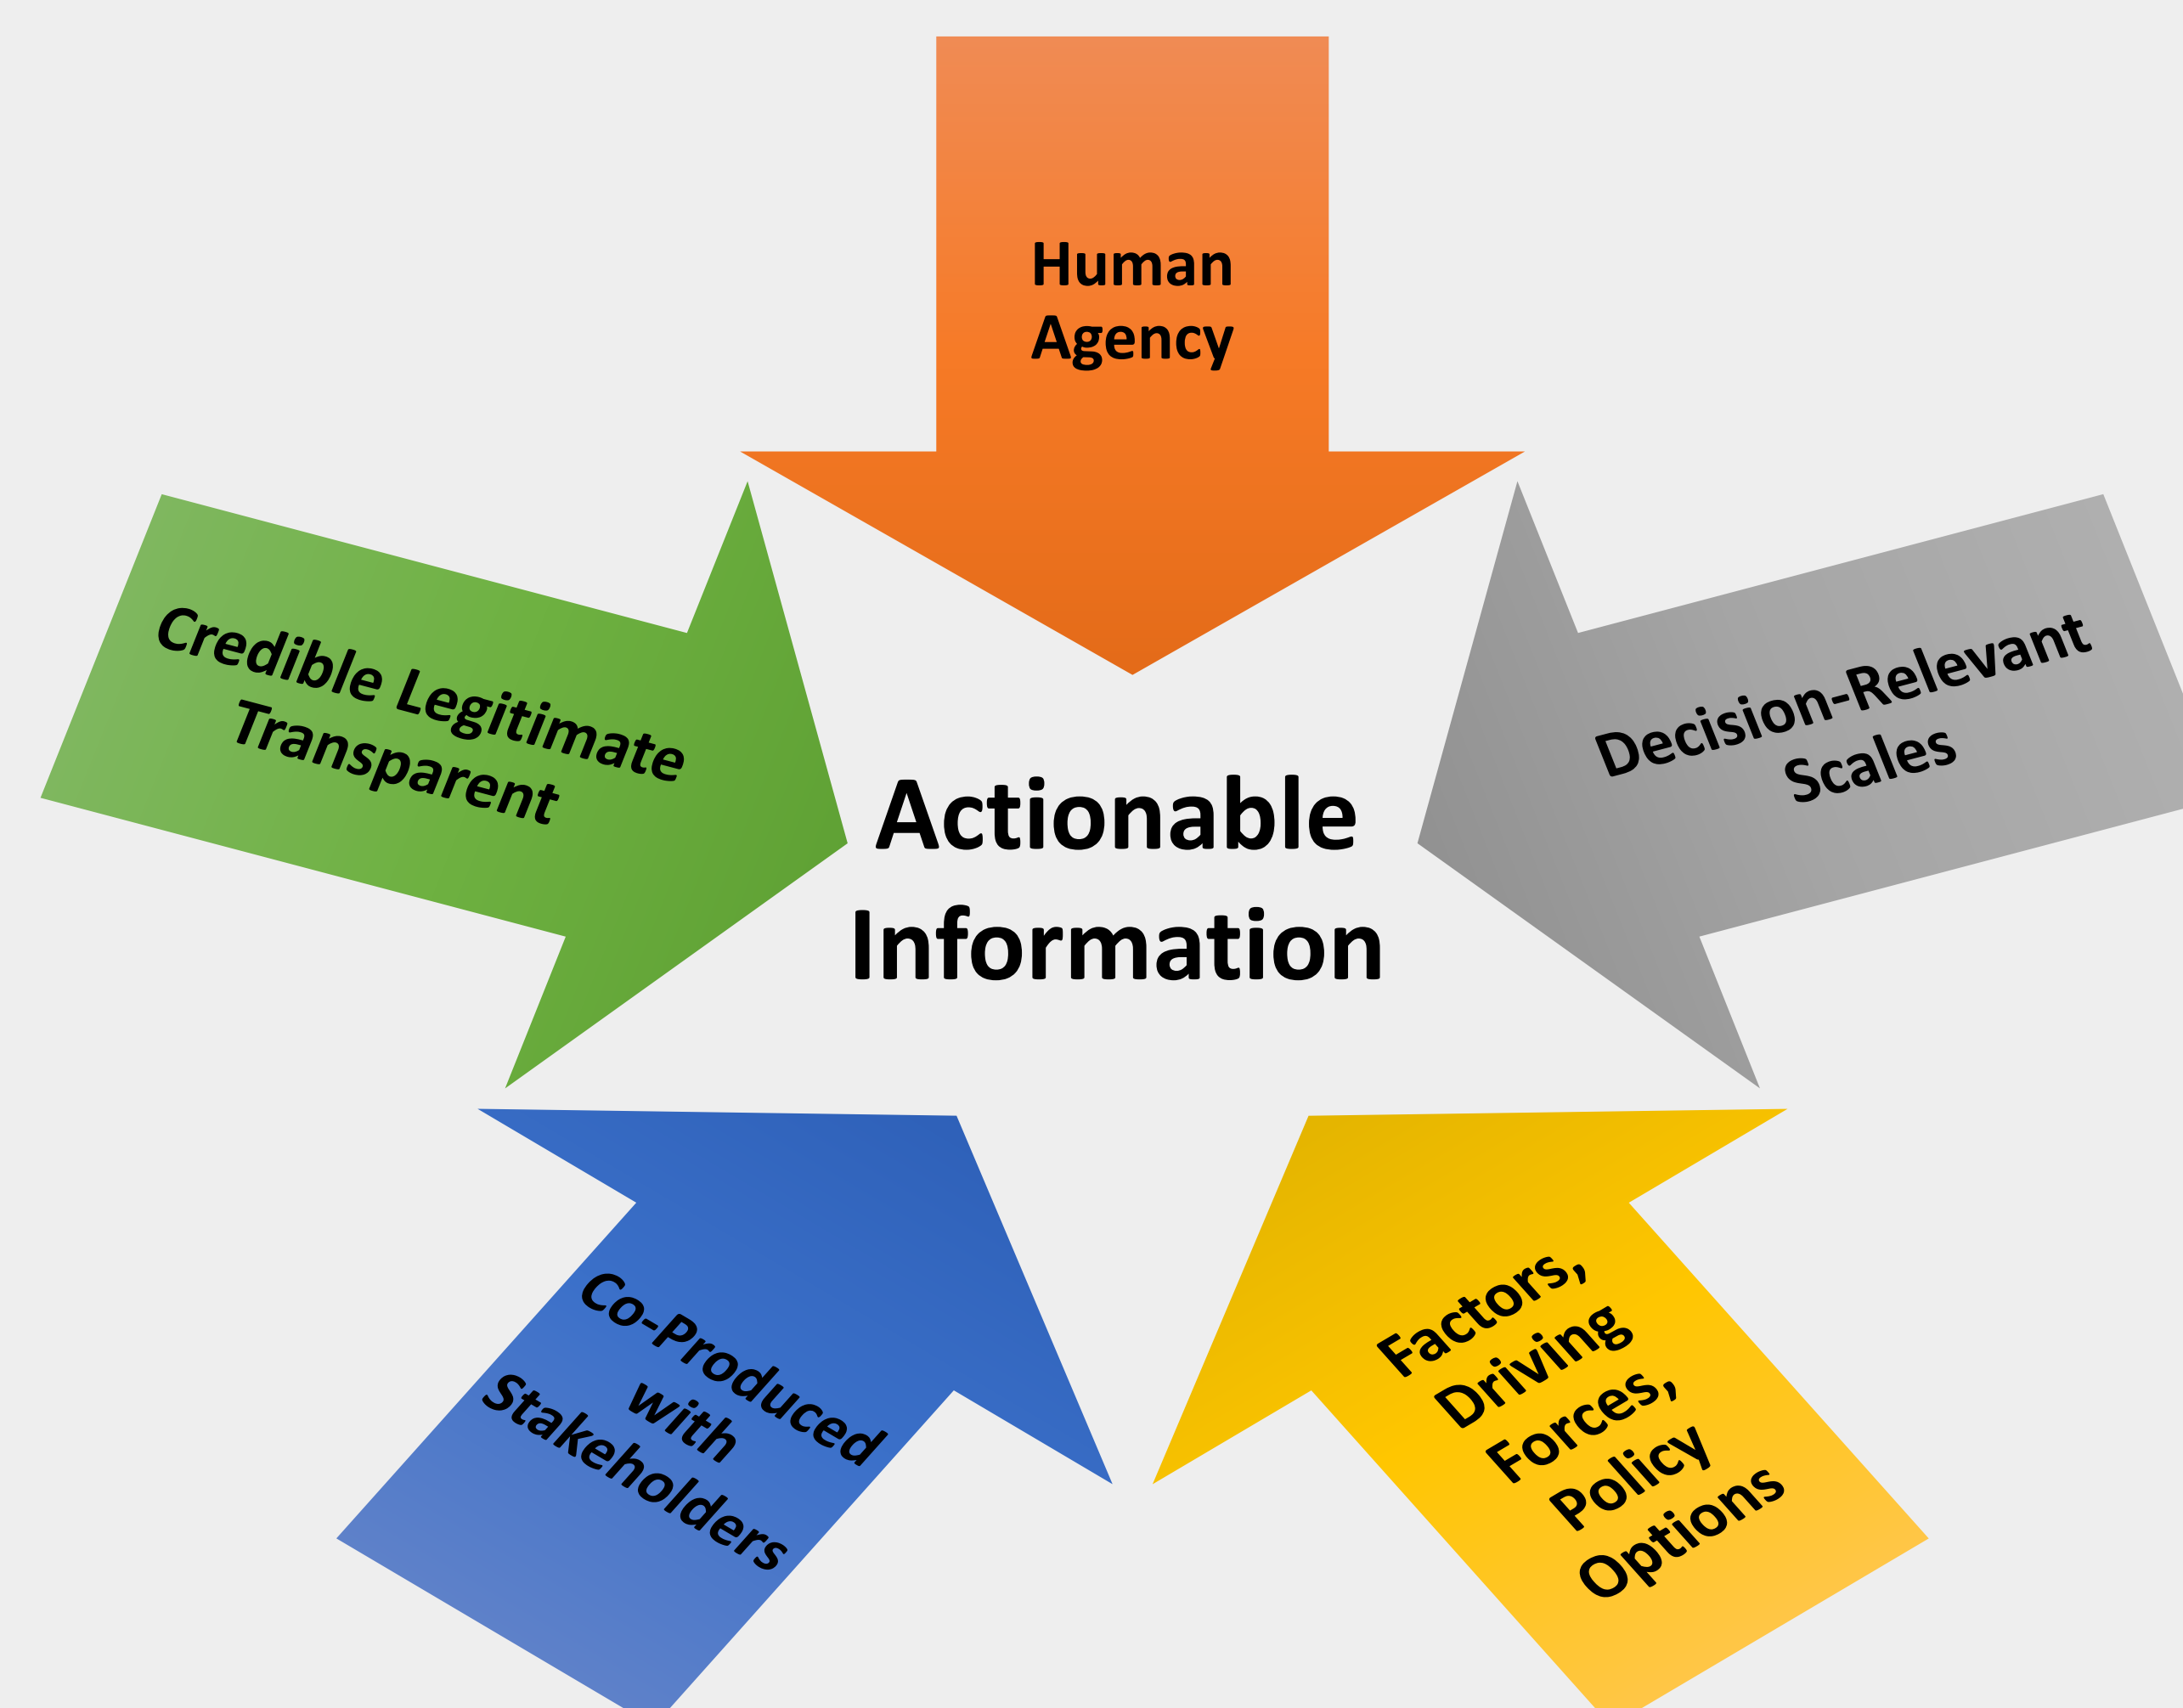 Human
Agency
Credible Legitimate
Transparent
Decision-Relevant
Scales
Actionable
Information
Co-Produced
with
Stakeholders
Factors,
Driving
Forces,
Policy
Options